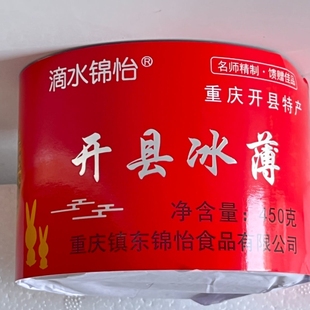 滴水锦怡®
名师精制·馈赠佳品
重庆开县特产
开县冰薄
净含量：450克
重庆镇东锦怡食品有限公司